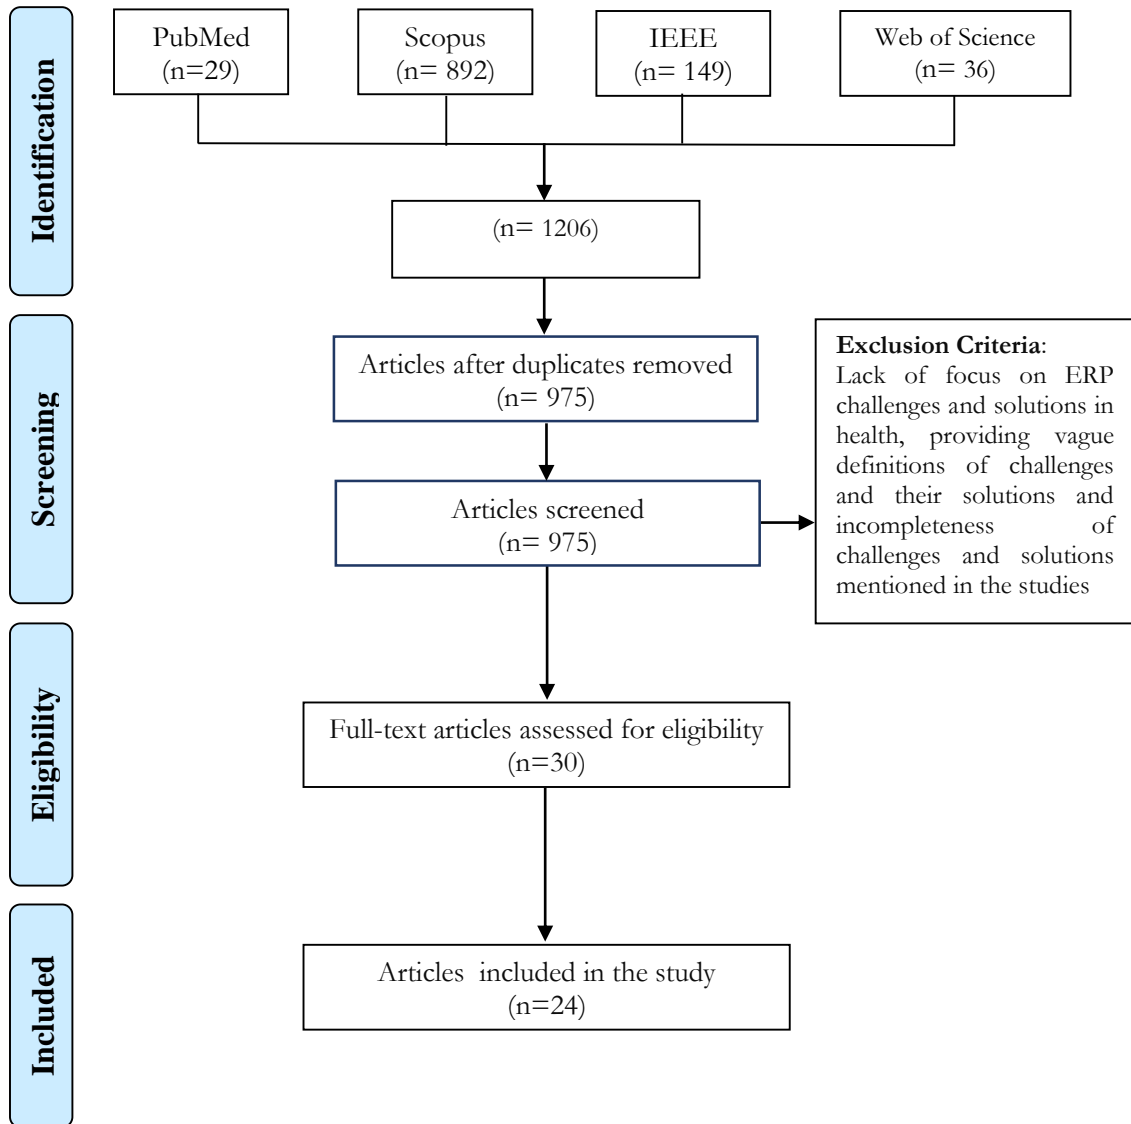 Identification
PubMed
(n=29)
Scopus
(n= 892)
IEEE
(n= 149)
Web of Science
(n= 36)
(n= 1206)
Screening
Articles after duplicates removed
(n= 975)
Articles screened
(n= 975)
Exclusion Criteria:
Lack of focus on ERP
challenges and solutions in
health, providing vague
definitions of challenges
and their solutions and
incompleteness of
challenges and solutions
mentioned in the studies
Eligibility
Full-text articles assessed for eligibility
(n=30)
Included
Articles included in the study
(n=24)